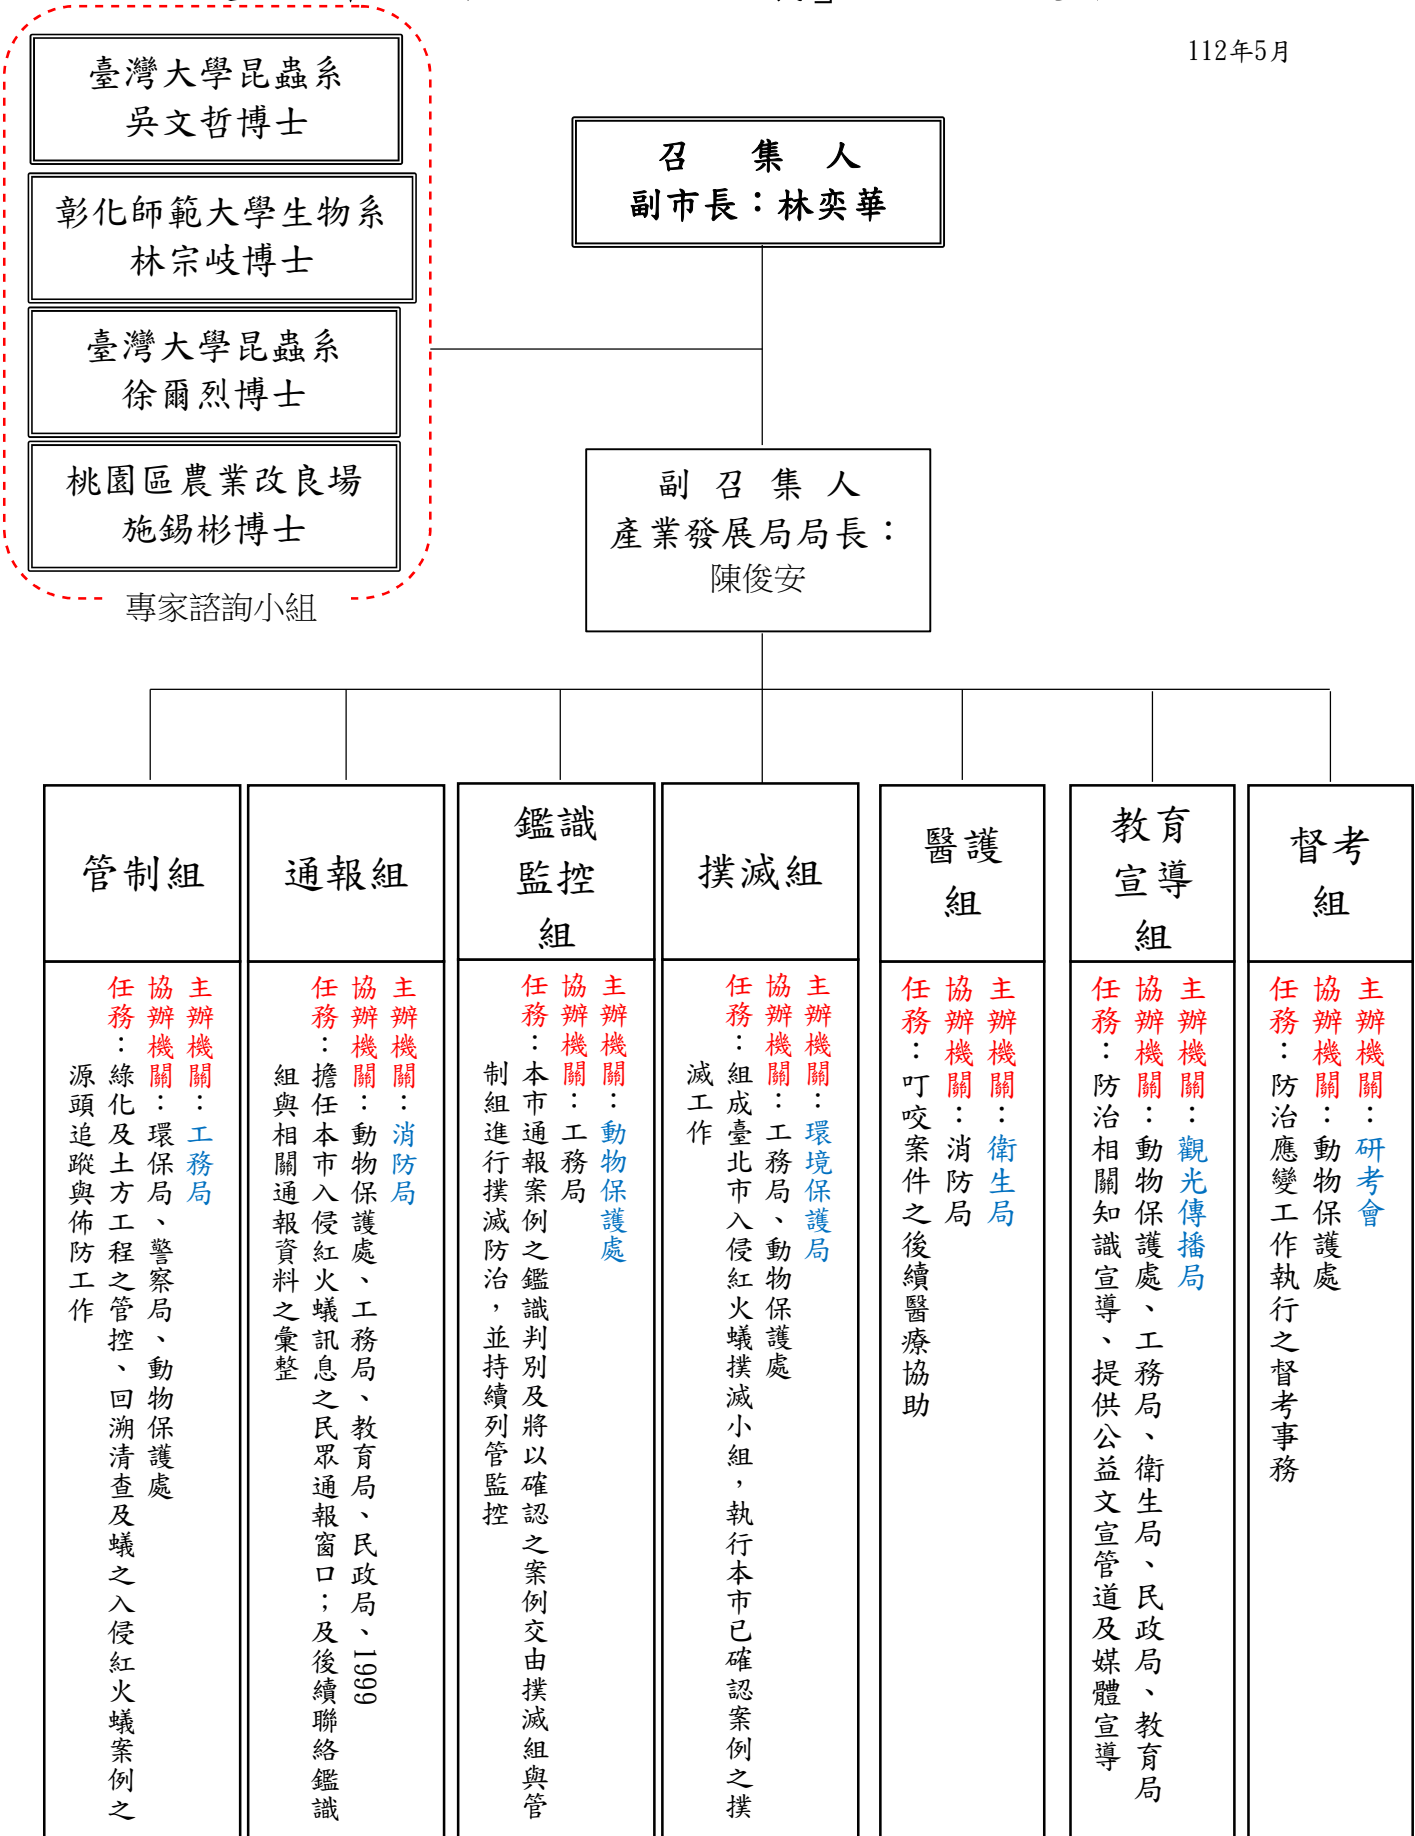 112年5月
臺灣大學昆蟲系
吳文哲博士
彰化師範大學生物系
林宗岐博士
臺灣大學昆蟲系
徐爾烈博士
桃園區農業改良場
施錫彬博士
專家諮詢小組
召集人
副市長：林奕華
副召集人
產業發展局局長：
陳俊安
管制組
主辦機關：工務局
協辦機關：環保局、警察局、動物保護處
任務：綠化及土方工程之管控、回溯清查及蟻之入侵紅火蟻案例之
源頭追蹤與佈防工作
通報組
主辦機關：消防局
協辦機關：動物保護處、工務局、教育局、民政局、1999
任務：擔任本市入侵紅火蟻訊息之民眾通報窗口；及後續聯絡鑑識
組與相關通報資料之彙整
鑑識
監控
組
主辦機關：動物保護處
協辦機關：工務局
任務：本市通報案例之鑑識判別及將以確認之案例交由撲滅組與管
制組進行撲滅防治，並持續列管監控
撲滅組
主辦機關：環境保護局
協辦機關：工務局、動物保護處
任務：組成臺北市入侵紅火蟻撲滅小組，執行本市已確認案例之撲
滅工作
醫護
組
主辦機關：衛生局
協辦機關：消防局
任務：叮咬案件之後續醫療協助
教育
宣導
組
主辦機關：觀光傳播局
協辦機關：動物保護處、工務局、衛生局、民政局、教育局
任務：防治相關知識宣導、提供公益文宣管道及媒體宣導
督考
組
主辦機關：研考會
協辦機關：動物保護處
任務：防治應變工作執行之督考事務